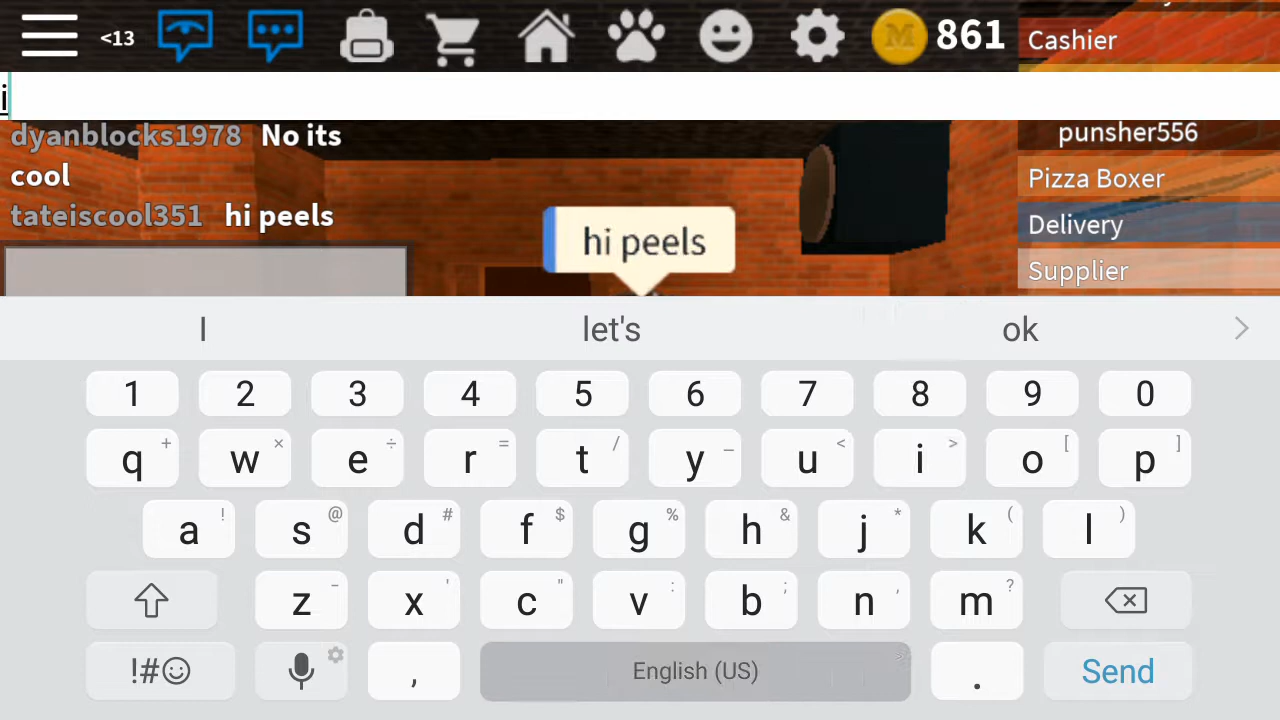 <13
861
Cashier
i
dyanblocks1978 No its
cool
tateiscool351 hi peels
hi peels
punsher556
Pizza Boxer
Delivery
Supplier
I let's ok >
1 2 3 4 5 6 7 8 9 0
q + w × e ÷ r = t / y _ u < i > o [ p ]
a ! s @ d # f $ g % h & j * k ( l )
z - x ' c " v : b ; n , m ?
!#☺ , English (US) . Send